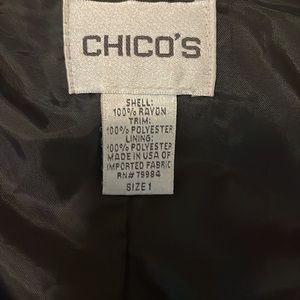 CHICO'S
SHELL:
100% RAYON
TRIM:
100% POLYESTER
LINING:
100% POLYESTER
MADE IN USA OF
IMPORTED FABRIC
RN# 79984
SIZE 1